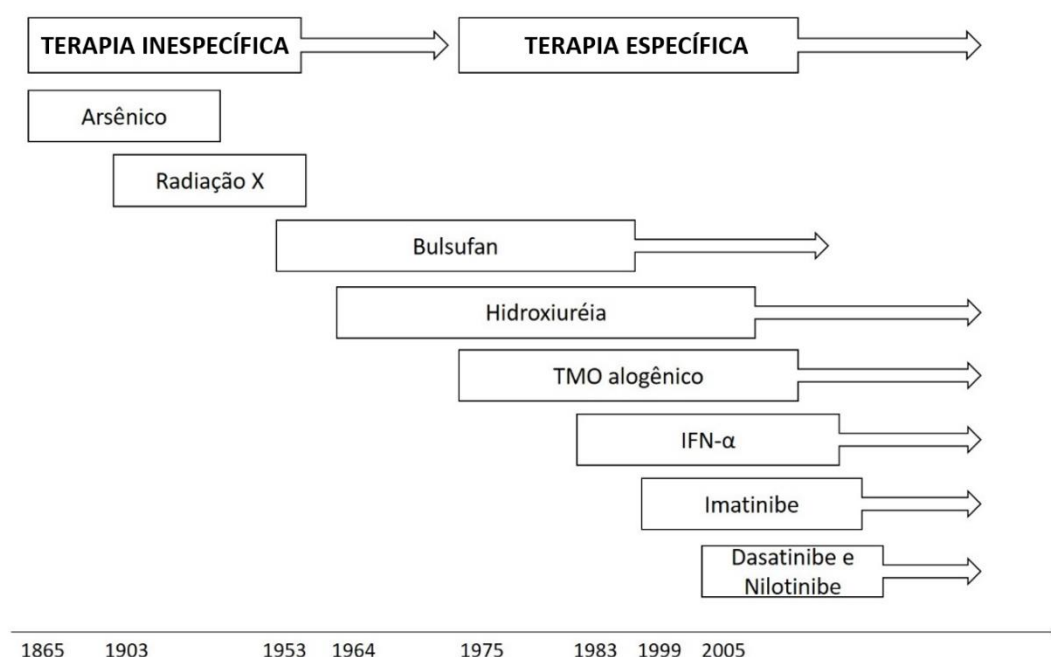 TERAPIA INESPECÍFICA
TERAPIA ESPECÍFICA
Arsênico
Radiação X
Bulsufan
Hidroxiuréia
TMO alogênico
IFN-α
Imatinibe
Dasatinibe e
Nilotinibe
1865 1903 1953 1964 1975 1983 1999 2005